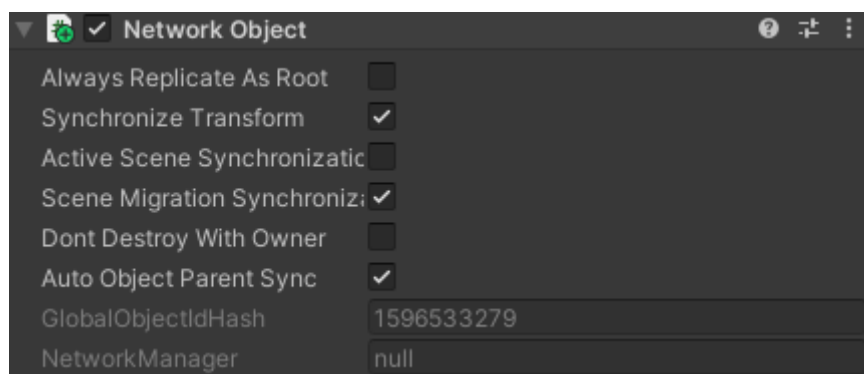 Network Object
Always Replicate As Root
Synchronize Transform
Active Scene Synchronizatic
Scene Migration Synchroniza
Dont Destroy With Owner
Auto Object Parent Sync
GlobalObjectIdHash 1596533279
NetworkManager null